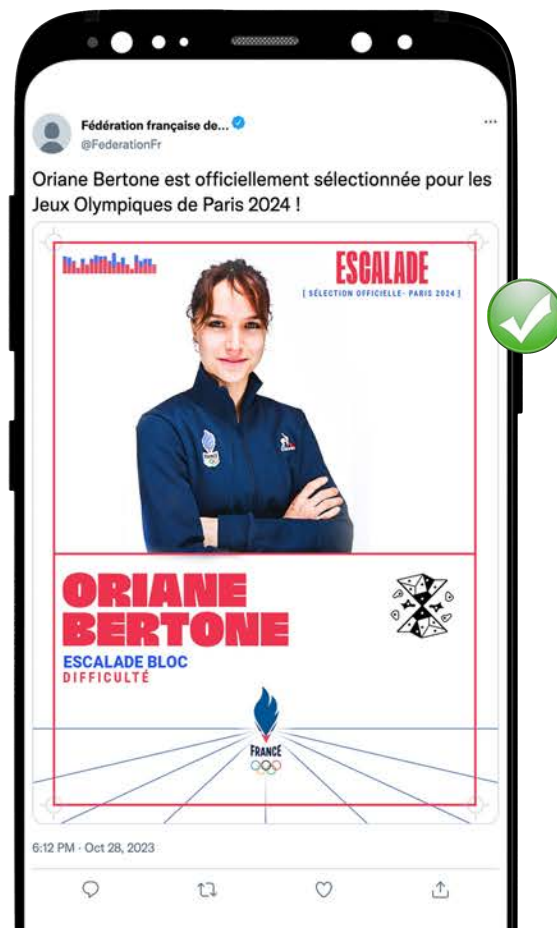 Fédération française de...
@FederationFr
Oriane Bertone est officiellement sélectionnée pour les
Jeux Olympiques de Paris 2024 !
ESCALADE
[ SÉLECTION OFFICIELLE- PARIS 2024 ]
ORIANE
BERTONE
ESCALADE BLOC
DIFFICULTÉ
FRANCE
6:12 PM · Oct 28, 2023